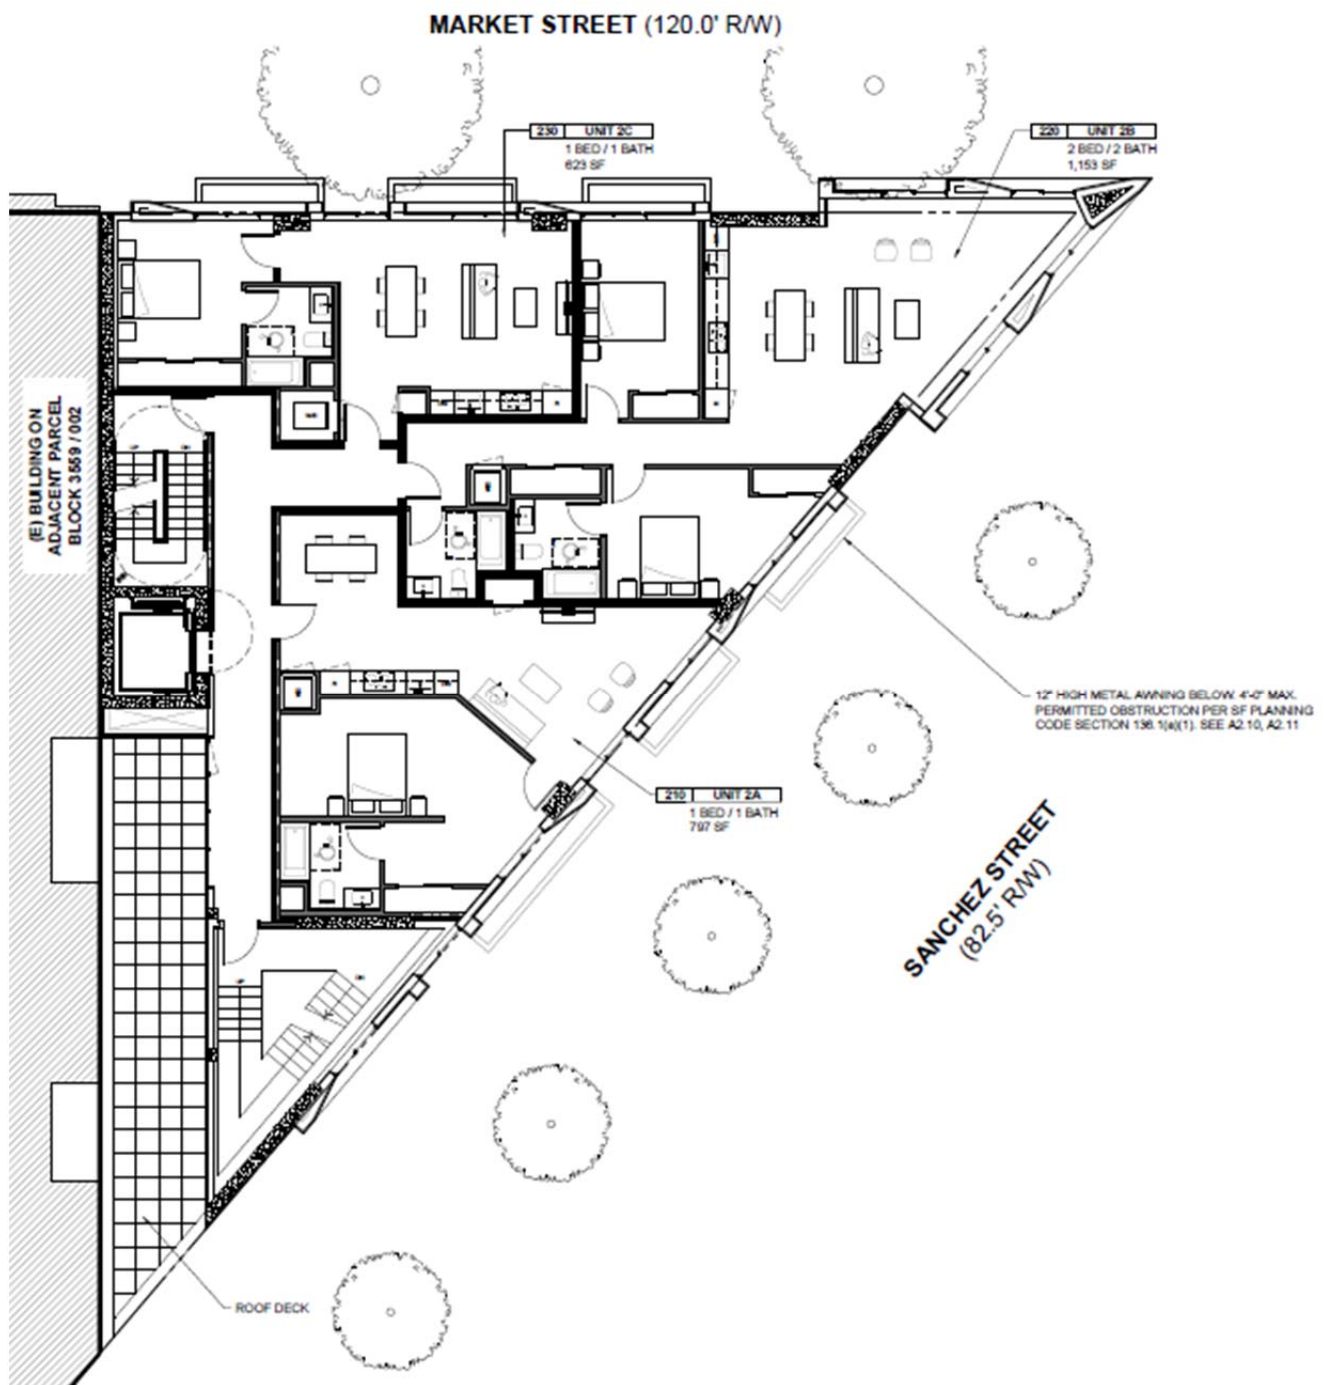 MARKET STREET (120.0' R/W)
230 UNIT 2C
1 BED / 1 BATH
623 SF
220 UNIT 2B
2 BED / 2 BATH
1,153 SF
(E) BUILDING ON
ADJACENT PARCEL
BLOCK 3559 / 002
12" HIGH METAL AWNING BELOW. 4'-0" MAX.
PERMITTED OBSTRUCTION PER SF PLANNING
CODE SECTION 136.1(a)(1). SEE A2.10, A2.11
210 UNIT 2A
1 BED / 1 BATH
797 SF
SANCHEZ STREET
(82.5' R/W)
ROOF DECK